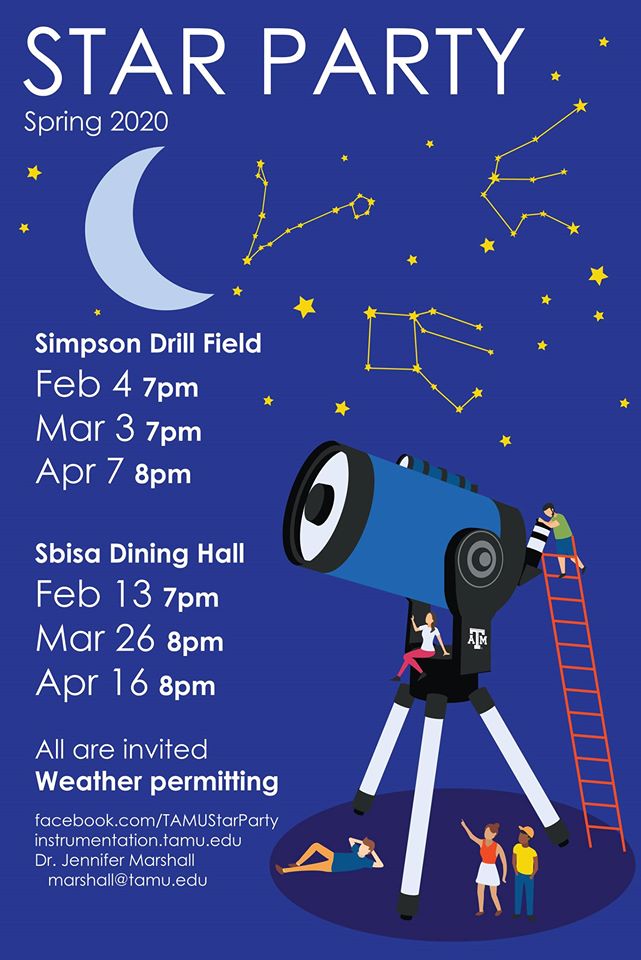 STAR PARTY
Spring 2020
Simpson Drill Field
Feb 4 7pm
Mar 3 7pm
Apr 7 8pm
Sbisa Dining Hall
Feb 13 7pm
Mar 26 8pm
Apr 16 8pm
All are invited
Weather permitting
facebook.com/TAMUStarParty
instrumentation.tamu.edu
Dr. Jennifer Marshall
marshall@tamu.edu
ATM